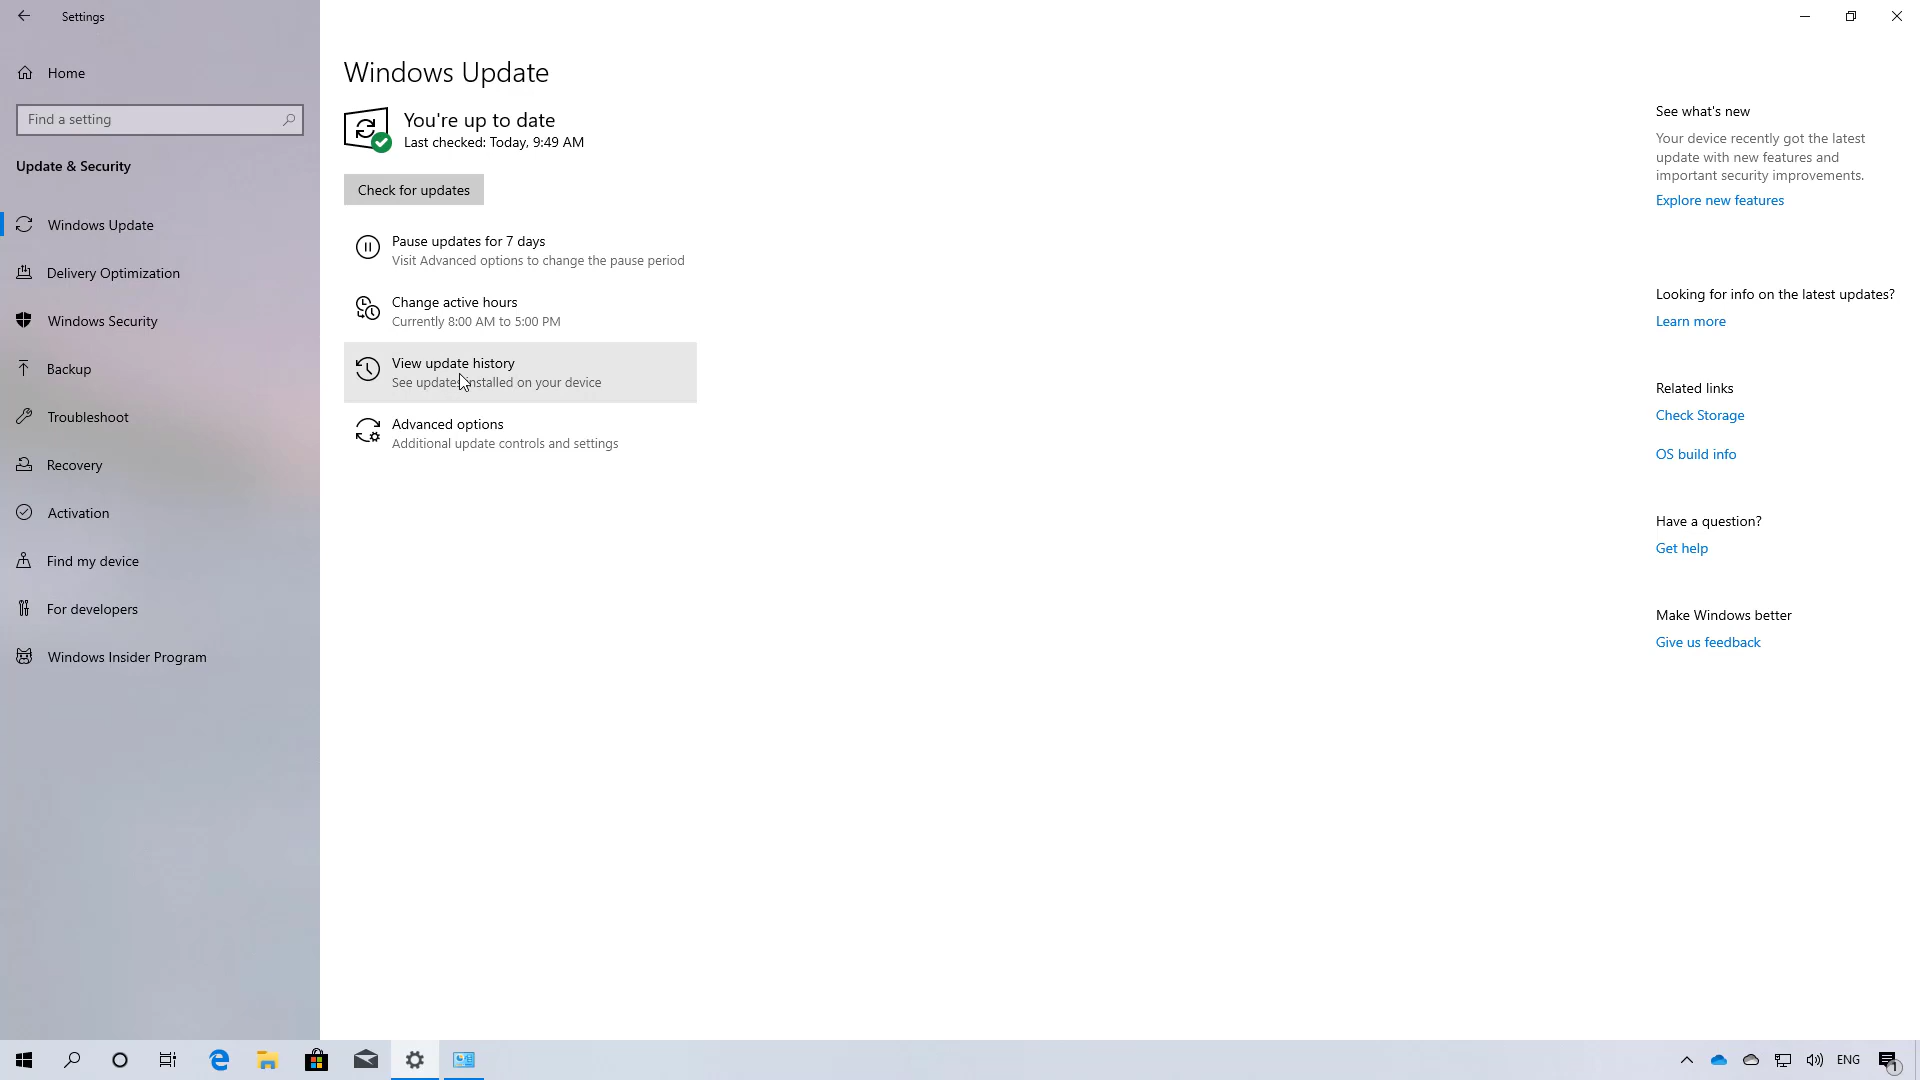 Settings
Home
Find a setting
Update & Security
Windows Update
Delivery Optimization
Windows Security
Backup
Troubleshoot
Recovery
Activation
Find my device
For developers
Windows Insider Program
Windows Update
You're up to date
Last checked: Today, 9:49 AM
Check for updates
Pause updates for 7 days
Visit Advanced options to change the pause period
Change active hours
Currently 8:00 AM to 5:00 PM
View update history
See updates installed on your device
Advanced options
Additional update controls and settings
See what's new
Your device recently got the latest
update with new features and
important security improvements.
Explore new features
Looking for info on the latest updates?
Learn more
Related links
Check Storage
OS build info
Have a question?
Get help
Make Windows better
Give us feedback
ENG
1